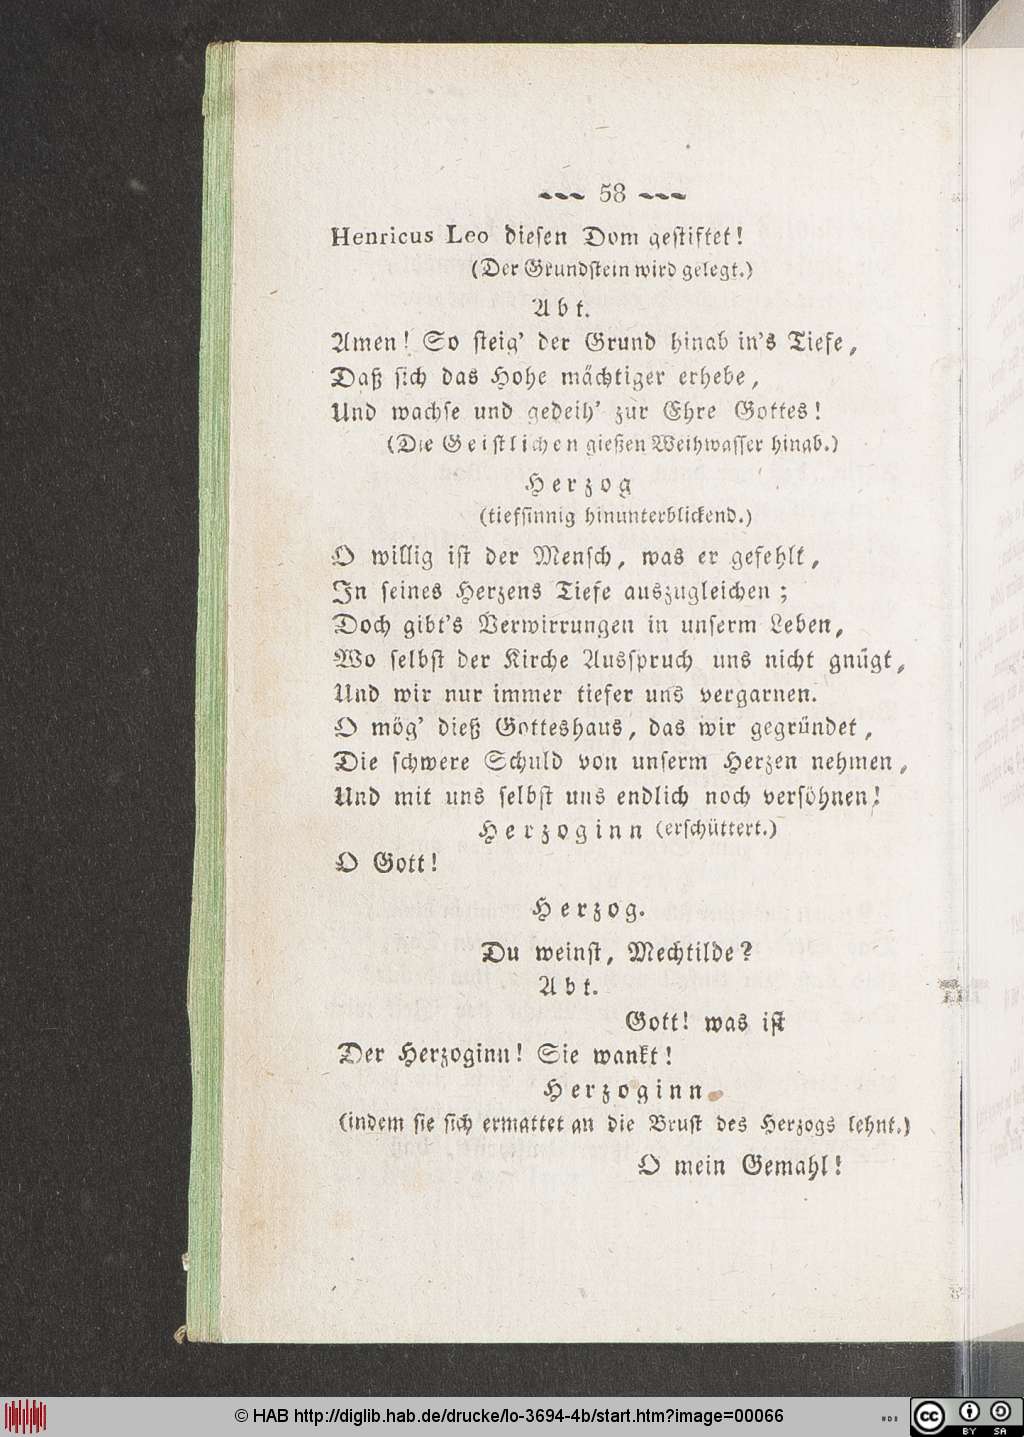 58
Henricus Leo diesen Dom gestiftet!
(Der Grundstein wird gelegt.)
Abt.
Amen! So steig' der Grund hinab in's Tiefe,
Daß sich das Hohe mächtiger erhebe,
Und wachse und gedeih' zur Ehre Gottes!
(Die Geistlichen gießen Weihwasser hinab.)
Herzog
(tiefsinnig hinunterblickend.)
O willig ist der Mensch, was er gefehlt,
In seines Herzens Tiefe auszugleichen;
Doch gibt's Verwirrungen in unserm Leben,
Wo selbst der Kirche Ausspruch uns nicht gnügt,
Und wir nur immer tiefer uns vergarnen.
O mög' dieß Gotteshaus, das wir gegründet,
Die schwere Schuld von unserm Herzen nehmen,
Und mit uns selbst uns endlich noch versöhnen!
Herzoginn (erschüttert.)
O Gott!
Herzog.
Du weinst, Mechtilde?
Abt.
Gott! was ist
Der Herzoginn! Sie wankt!
Herzoginn
(indem sie sich ermattet an die Brust des Herzogs lehnt.)
O mein Gemahl!
© HAB http://diglib.hab.de/drucke/lo-3694-4b/start.htm?image=00066
cc BY SA